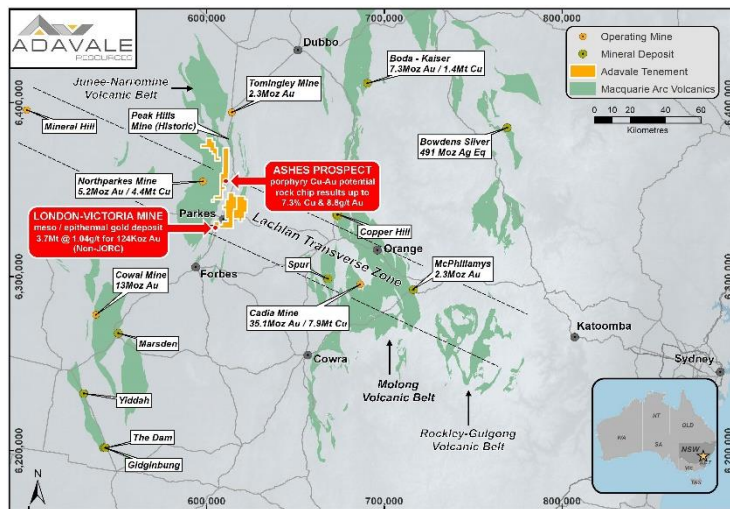 ADAVALE
RESOURCES
600,000
700,000
800,000
Dubbo
Boda - Kaiser
7.3Moz Au / 1.4Mt Cu
Operating Mine
Mineral Deposit
Adavale Tenement
Macquarie Arc Volcanics
0 20 40 60
Kilometres
Junee-Narromine
Volcanic Belt
Tomingley Mine
2.3Moz Au
6,400,000
6,400,000
Mineral Hill
Peak Hills
Mine (Historic)
Bowdens Silver
491 Moz Ag Eq
ASHES PROSPECT
porphyry Cu-Au potential
rock chip results up to
7.3% Cu & 8.8g/t Au
Northparkes Mine
5.2Moz Au / 4.4Mt Cu
LONDON-VICTORIA MINE
meso / epithermal gold deposit
3.7Mt @ 1.04g/t for 124Koz Au
(Non-JORC)
Parkes
Lachlan Transverse Zone
Copper Hill
Orange
Forbes
Spur
McPhillamys
2.3Moz Au
6,300,000
6,300,000
Cowal Mine
13Moz Au
Cadia Mine
35.1Moz Au / 7.9Mt Cu
Marsden
Katoomba
Cowra
Sydney
Molong
Volcanic Belt
Yiddah
Rockley-Gulgong
Volcanic Belt
The Dam
Gidginbung
6,200,000
6,200,000
N
600,000
700,000
800,000
WA
NT
SA
QLD
NSW
VIC
TAS